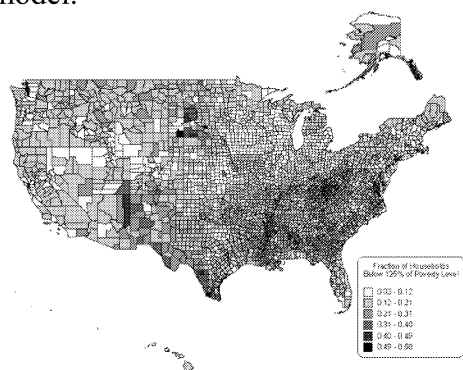 model.
Fraction of Households
Below 125% of Poverty Level
0.03 - 0.12
0.12 - 0.21
0.21 - 0.31
0.31 - 0.40
0.40 - 0.49
0.49 - 0.58